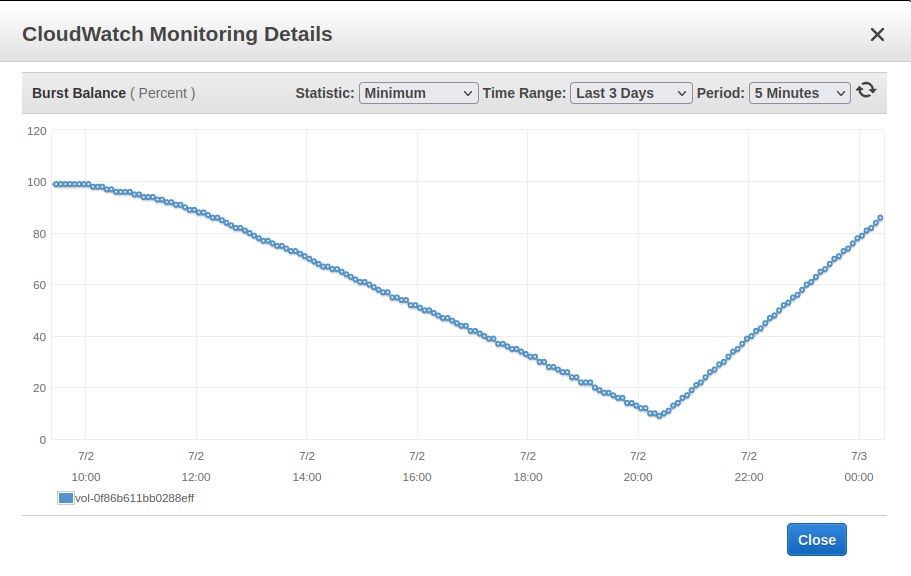 CloudWatch Monitoring Details
Burst Balance ( Percent ) Statistic: Minimum Time Range: Last 3 Days Period: 5 Minutes
120
100
80
60
40
20
0
7/2 7/2 7/2 7/2 7/2 7/2 7/2 7/3
10:00 12:00 14:00 16:00 18:00 20:00 22:00 00:00
vol-0f86b611bb0288eff
Close